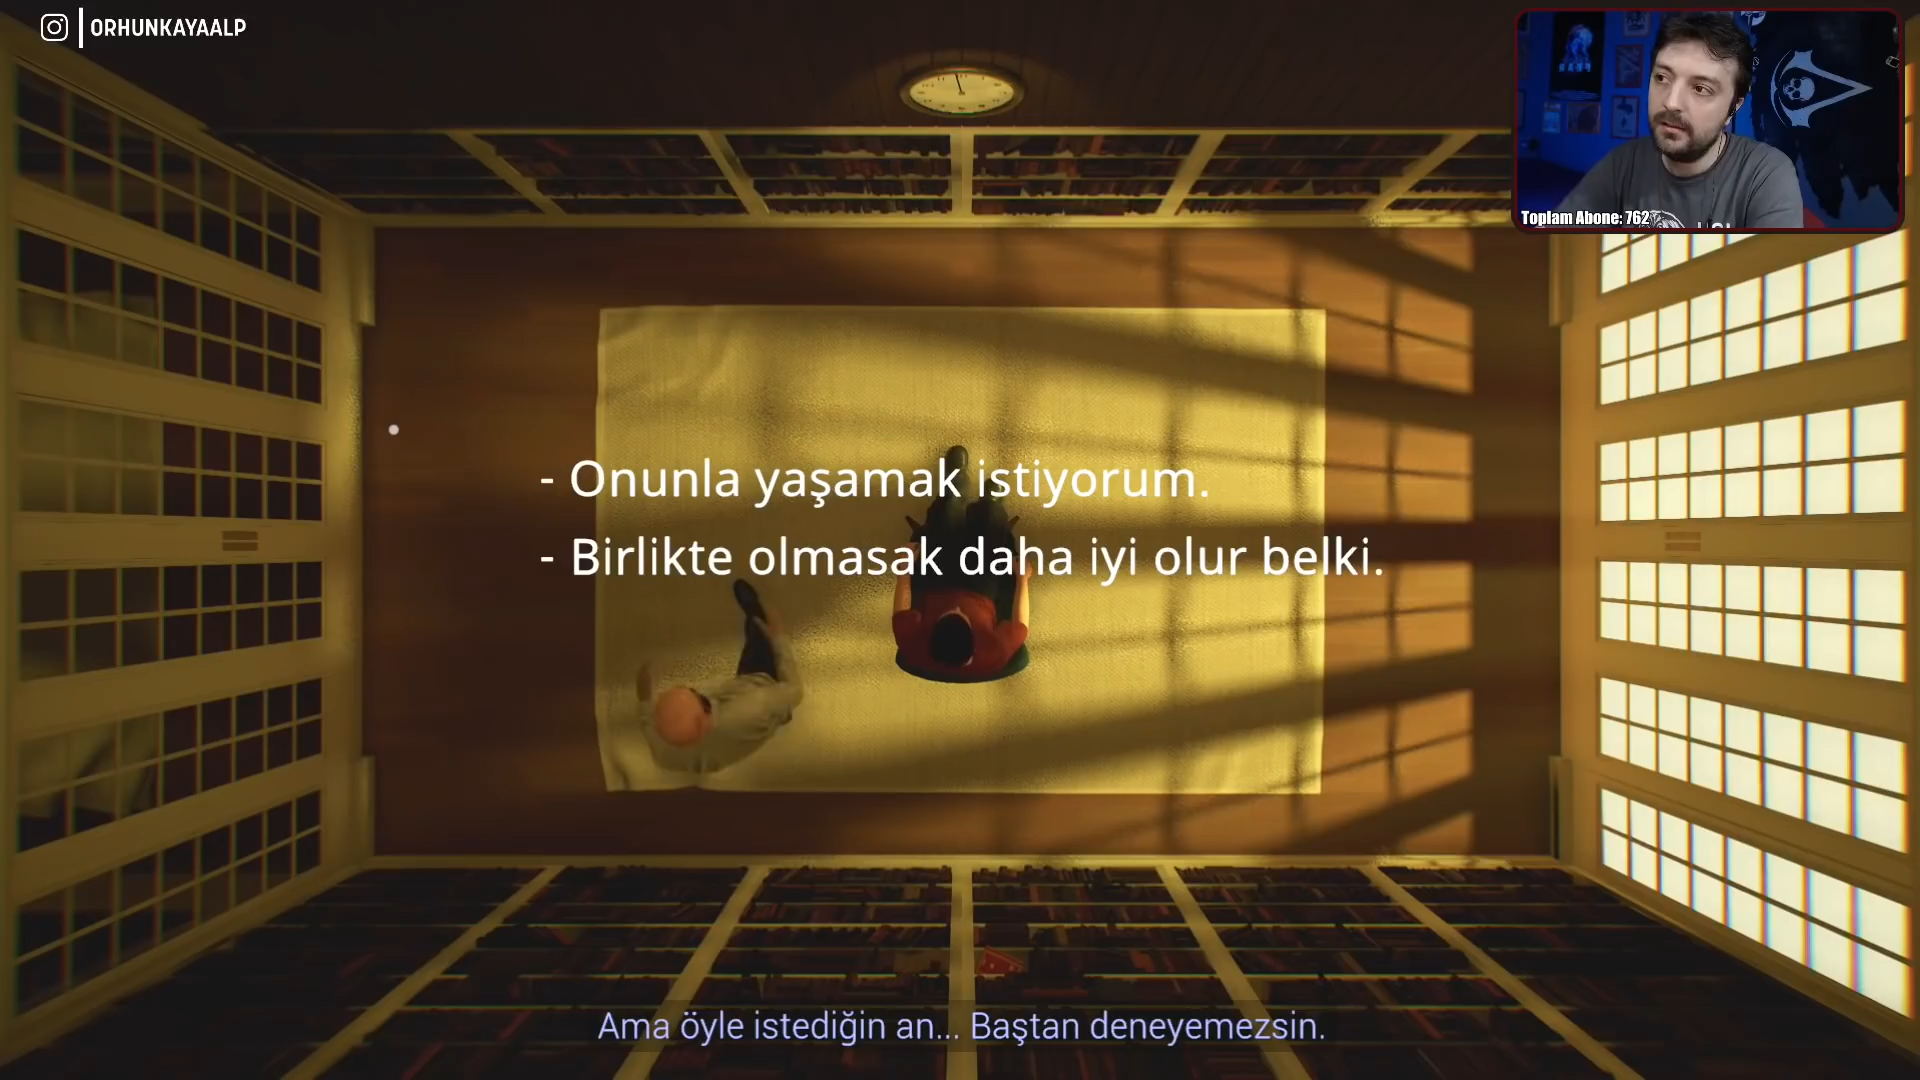 ORHUNKAYAALP
Toplam Abone: 762
- Onunla yaşamak istiyorum.
- Birlikte olmasak daha iyi olur belki.
Ama öyle istediğin an... Baştan deneyemezsin.